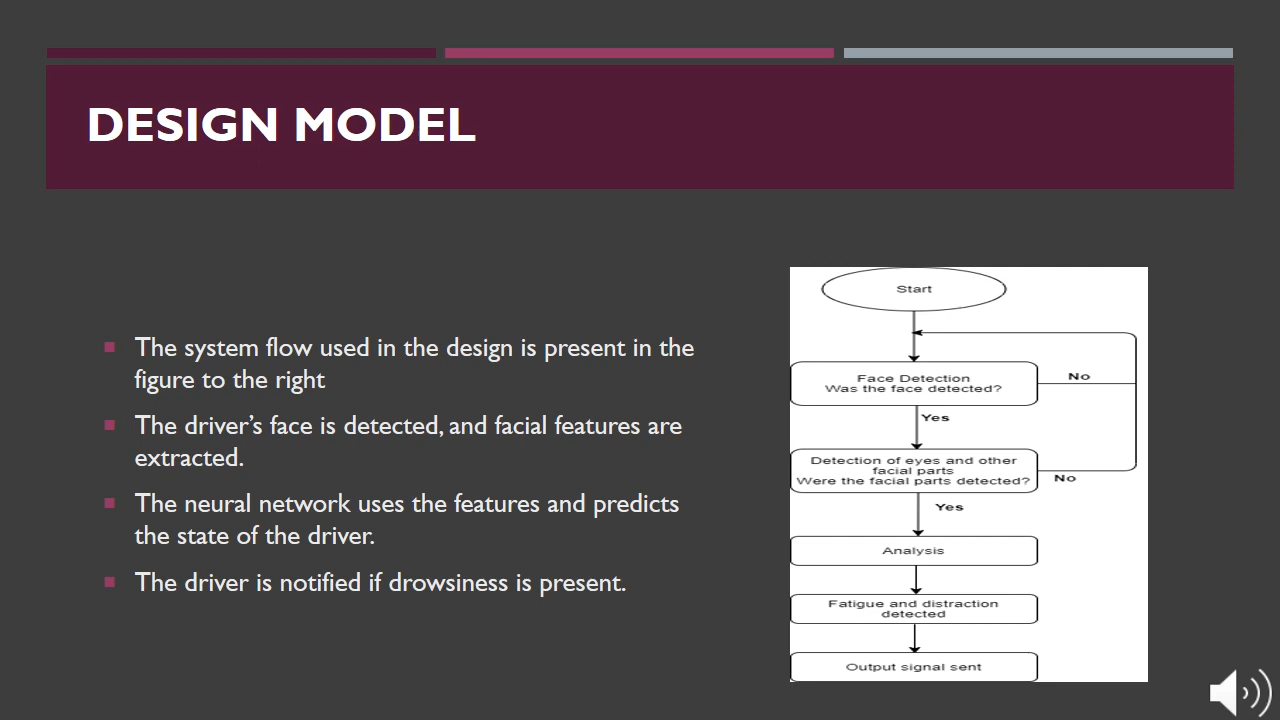 DESIGN MODEL
The system flow used in the design is present in the
figure to the right
The driver's face is detected, and facial features are
extracted.
The neural network uses the features and predicts
the state of the driver.
The driver is notified if drowsiness is present.
Start
Face Detection
Was the face detected?
No
Yes
Detection of eyes and other
facial parts
Were the facial parts detected?
No
Yes
Analysis
Fatigue and distraction
detected
Output signal sent